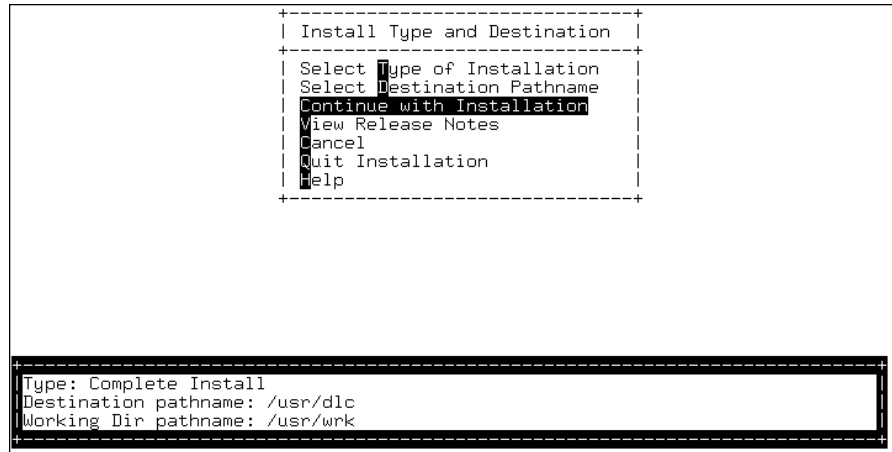 Install Type and Destination
Select Type of Installation
Select Destination Pathname
Continue with Installation
View Release Notes
Cancel
Quit Installation
Help
Type: Complete Install
Destination pathname: /usr/dlc
Working Dir pathname: /usr/wrk